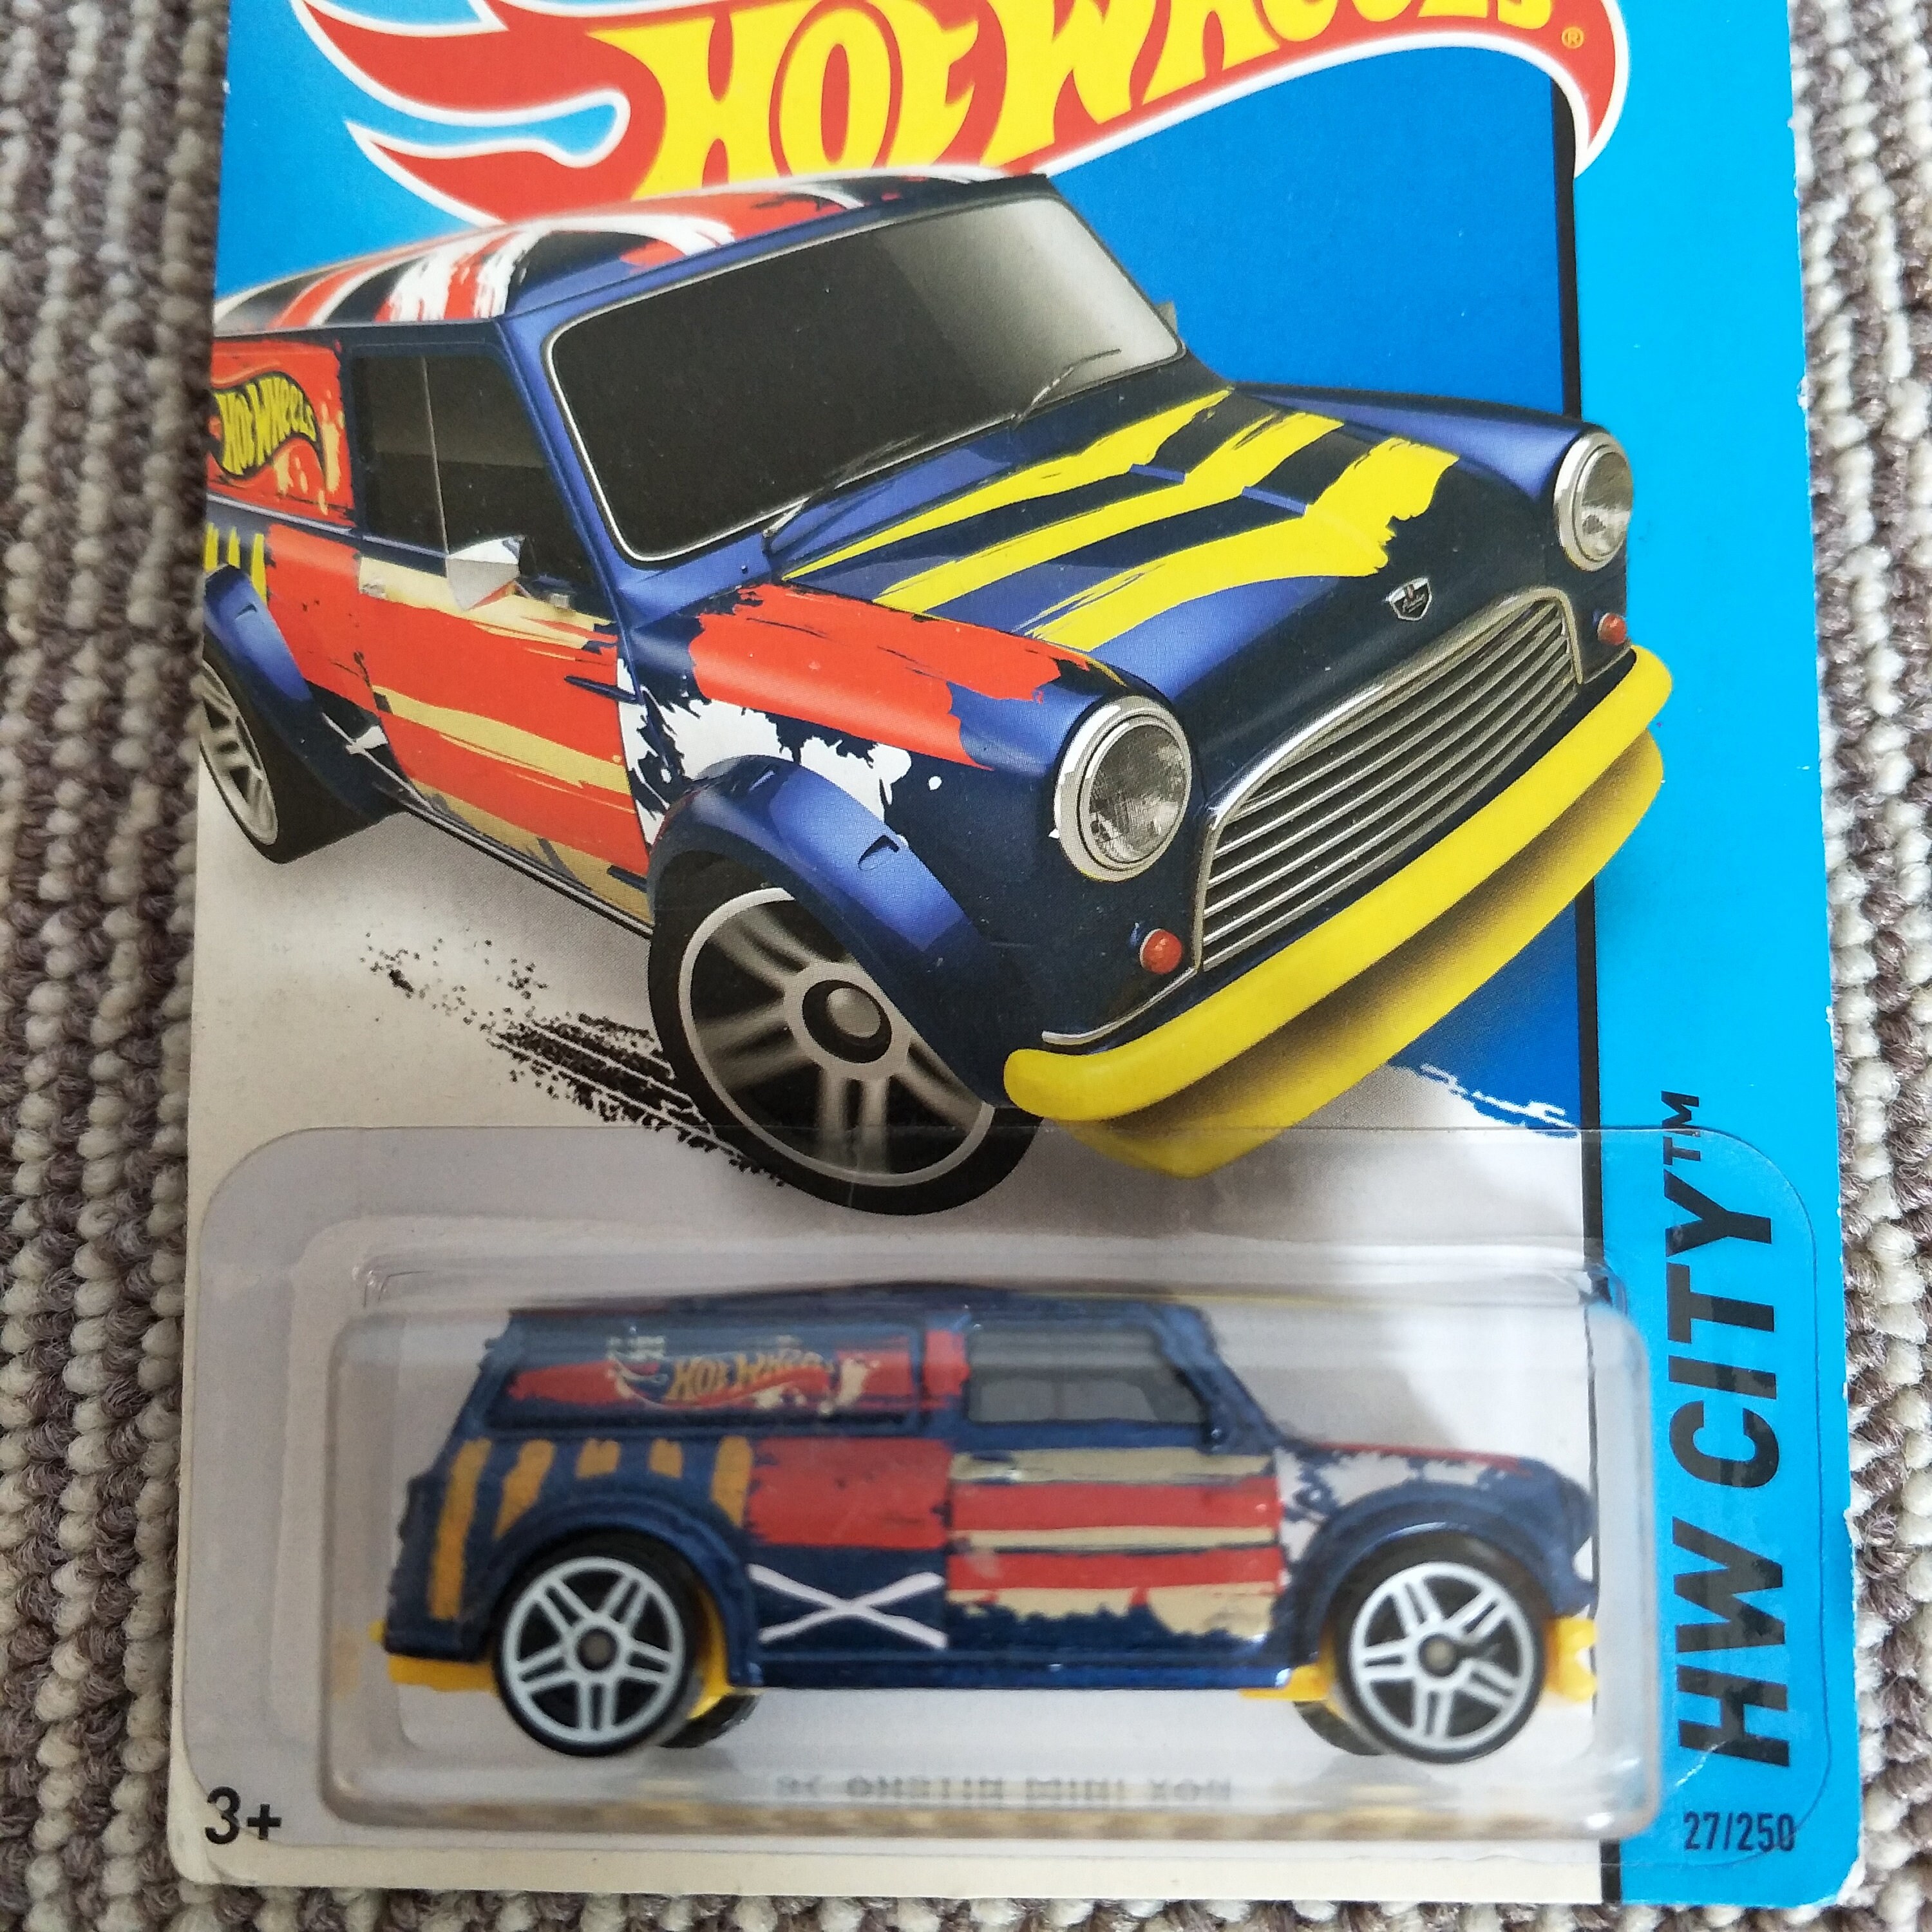 HOT WHEELS®
HOT WHEELS
HOT WHEELS
HW CITY™
3+
27/250